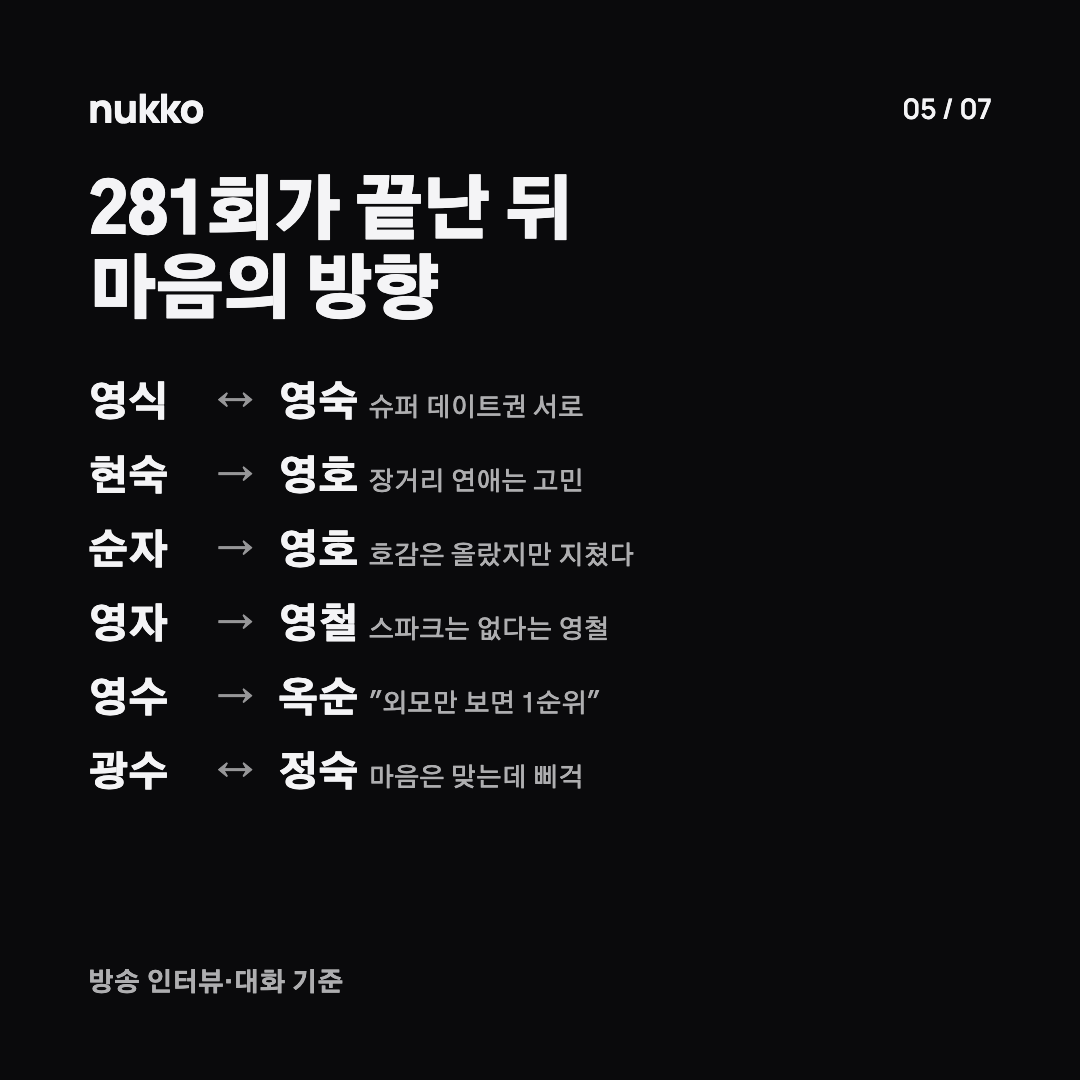 nukko
05 / 07
281회가 끝난 뒤
마음의 방향
영식 ↔ 영숙 슈퍼 데이트권 서로
현숙 → 영호 장거리 연애는 고민
순자 → 영호 호감은 올랐지만 지쳤다
영자 → 영철 스파크는 없다는 영철
영수 → 옥순 "외모만 보면 1순위"
광수 ↔ 정숙 마음은 맞는데 삐걱
방송 인터뷰·대화 기준